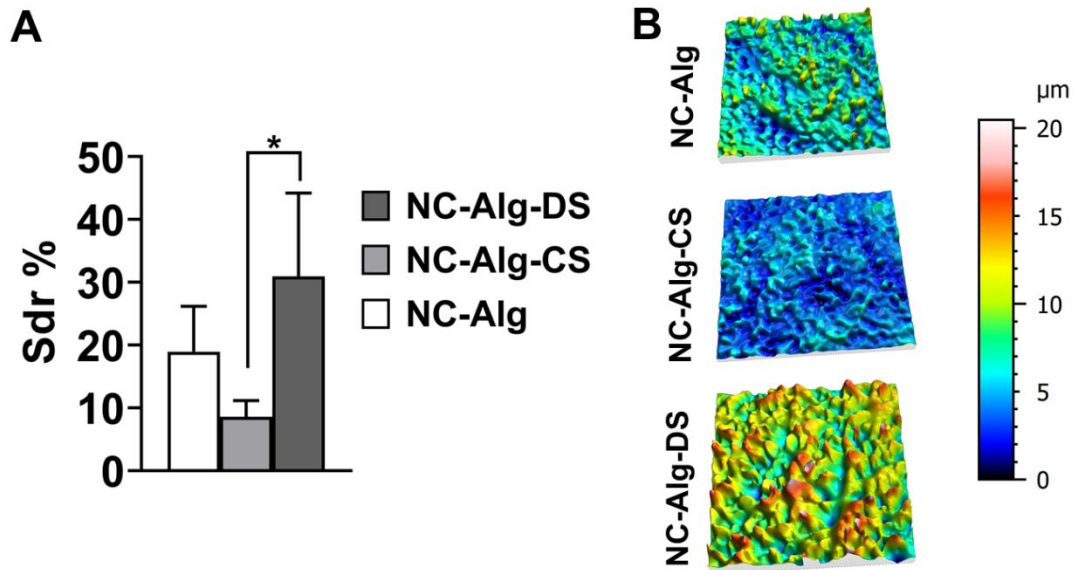 A
Sdr %
50
40
30
20
10
0
*
NC-Alg-DS
NC-Alg-CS
NC-Alg
B
NC-Alg
NC-Alg-CS
NC-Alg-DS
µm
20
15
10
5
0